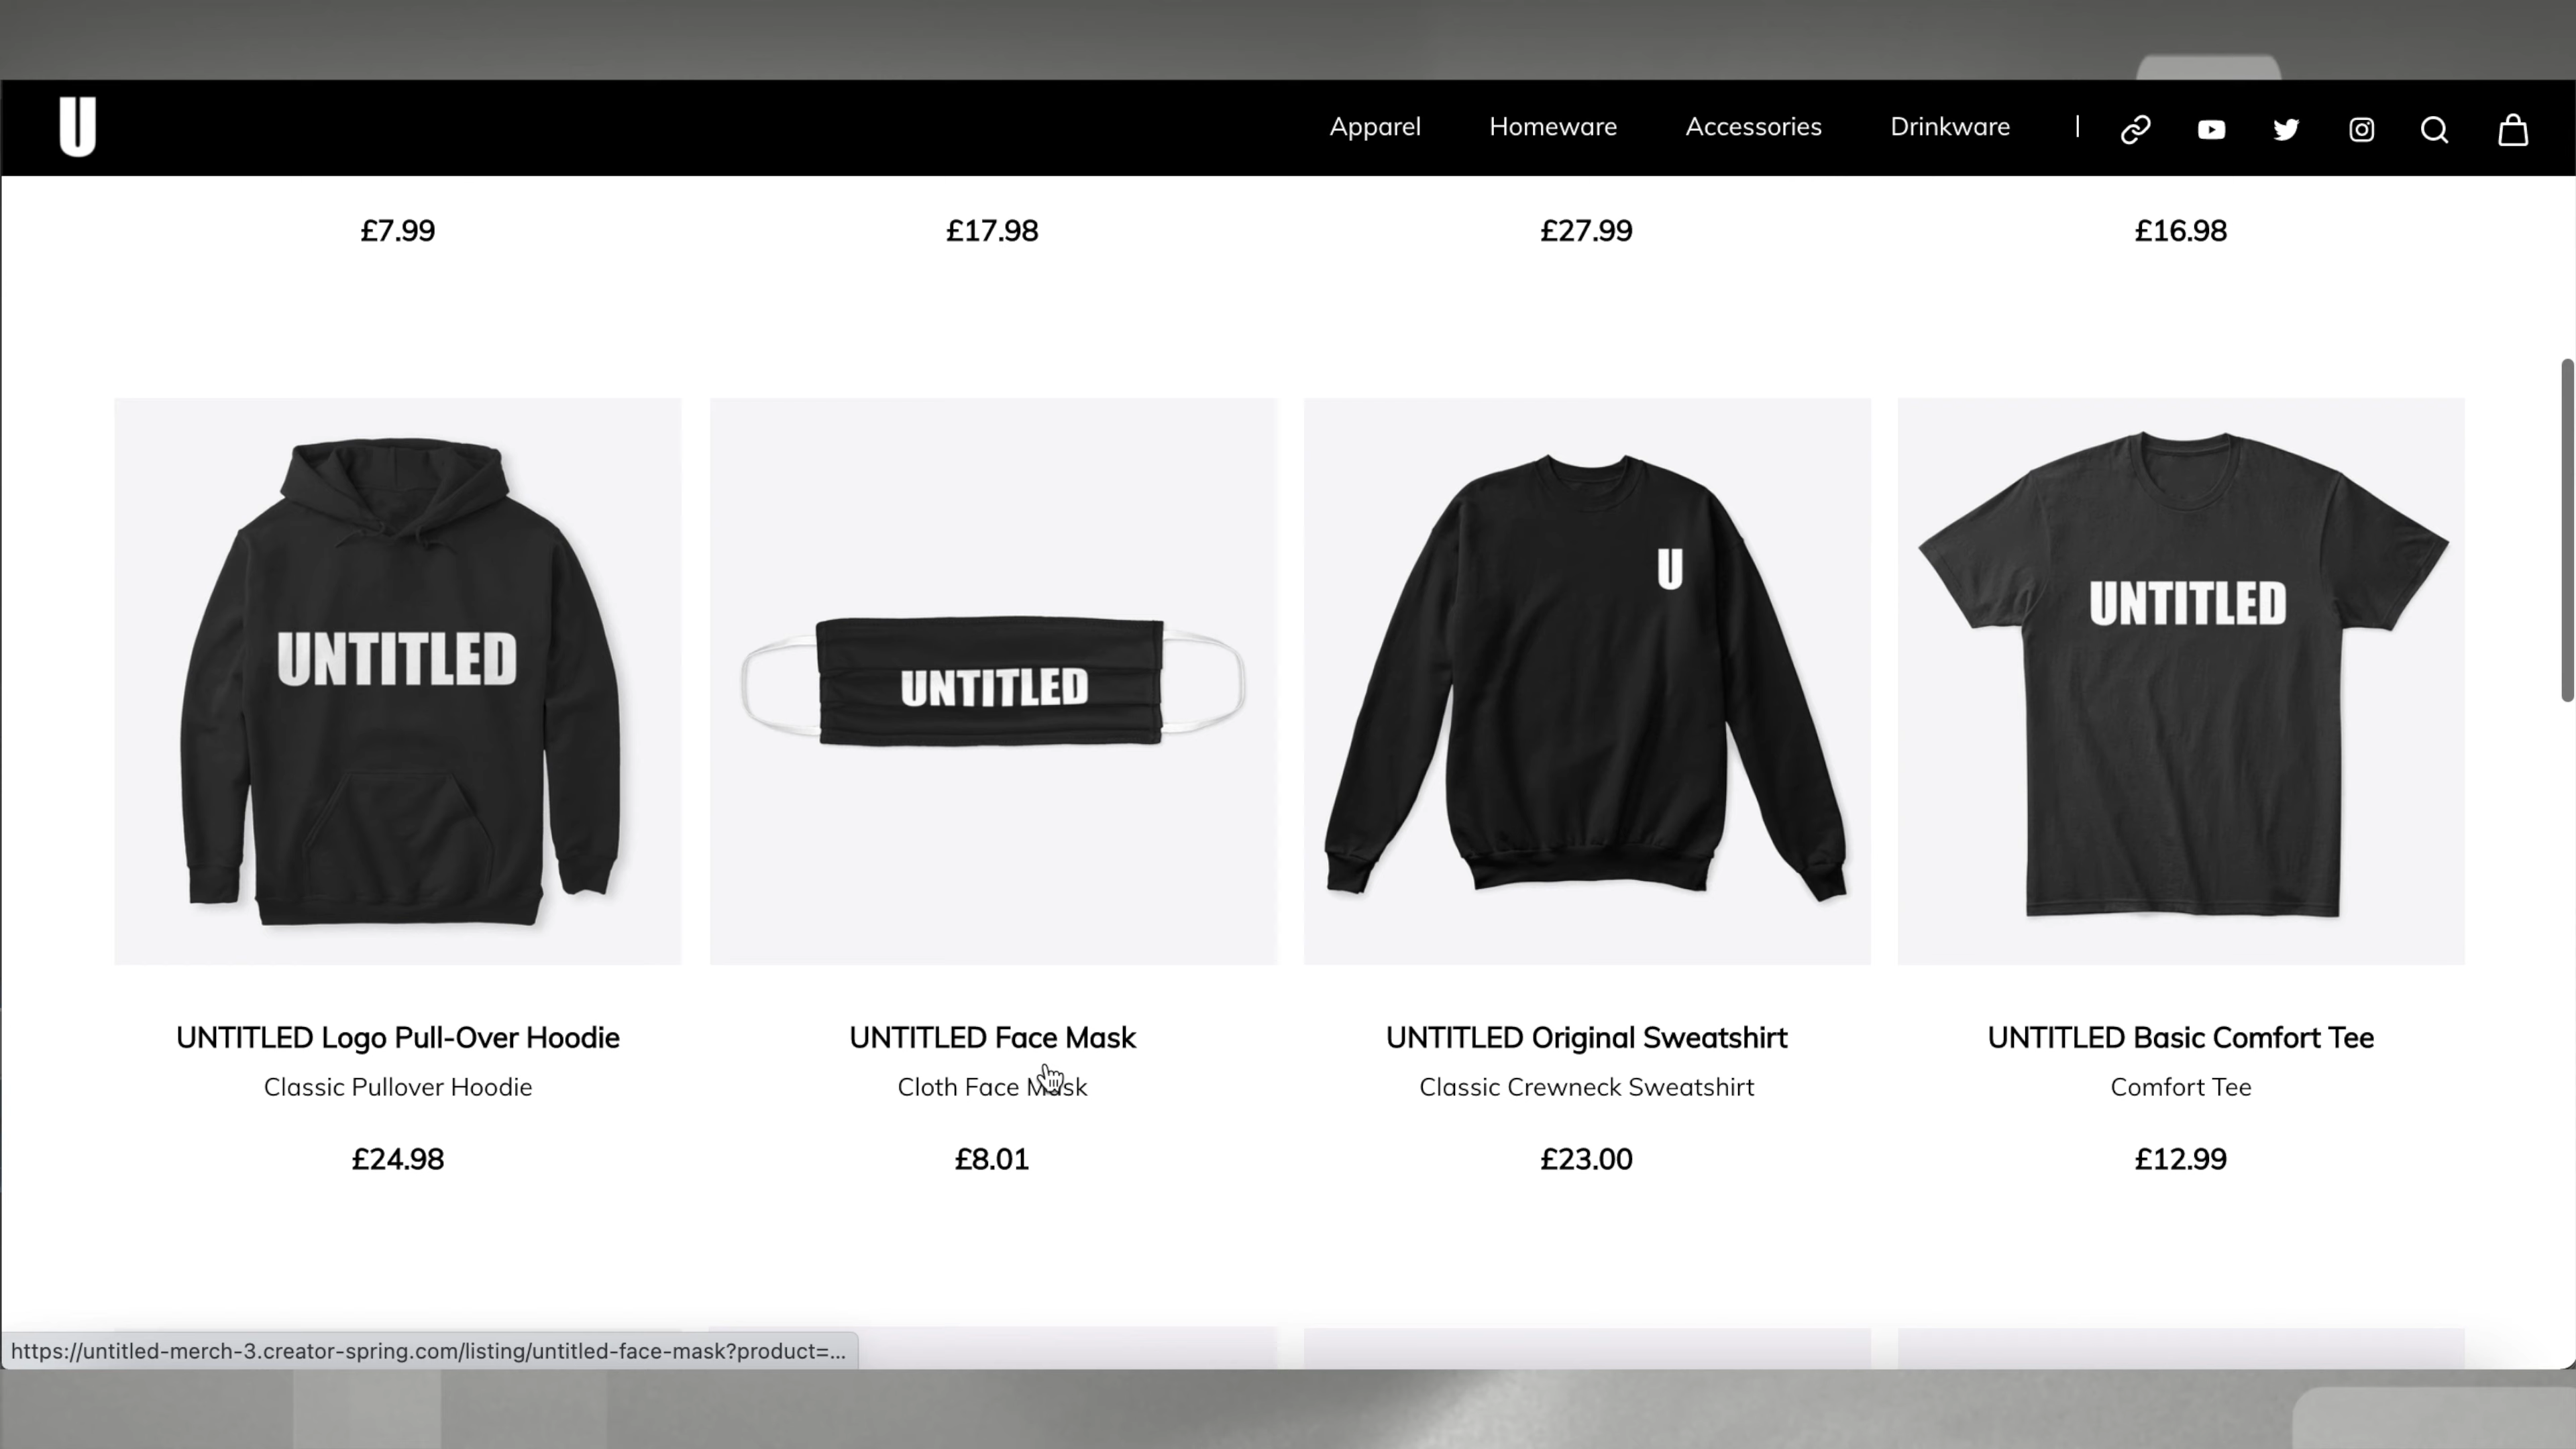 U
Apparel Homeware Accessories Drinkware |
£7.99 £17.98 £27.99 £16.98
UNTITLED
UNTITLED
U
UNTITLED
UNTITLED Logo Pull-Over Hoodie
Classic Pullover Hoodie
£24.98
UNTITLED Face Mask
Cloth Face Mask
£8.01
UNTITLED Original Sweatshirt
Classic Crewneck Sweatshirt
£23.00
UNTITLED Basic Comfort Tee
Comfort Tee
£12.99
https://untitled-merch-3.creator-spring.com/listing/untitled-face-mask?product=...